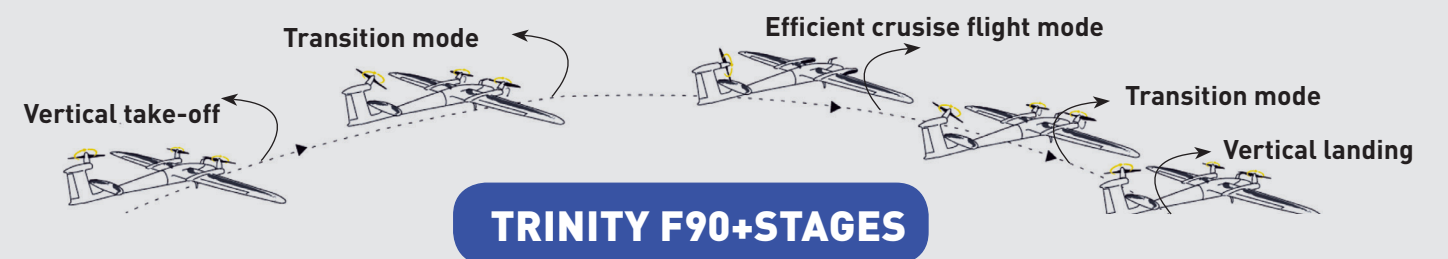 Vertical take-off
Transition mode
Efficient crusise flight mode
Transition mode
Vertical landing
TRINITY F90+STAGES